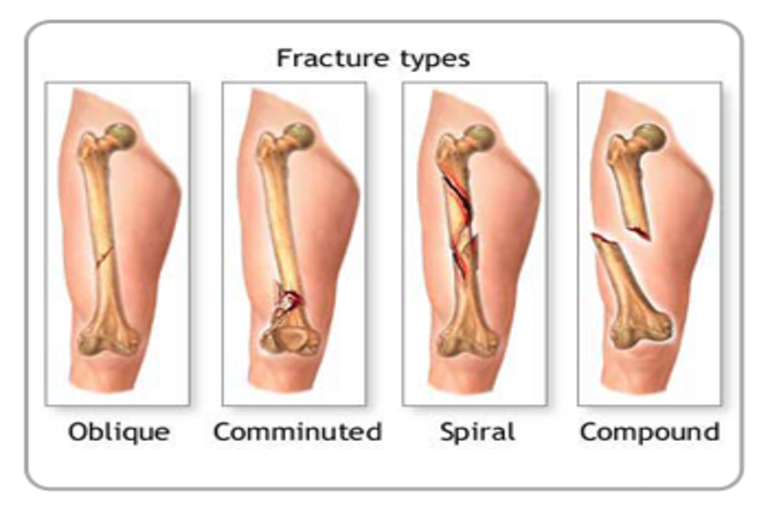 Fracture types
Oblique
Comminuted
Spiral
Compound